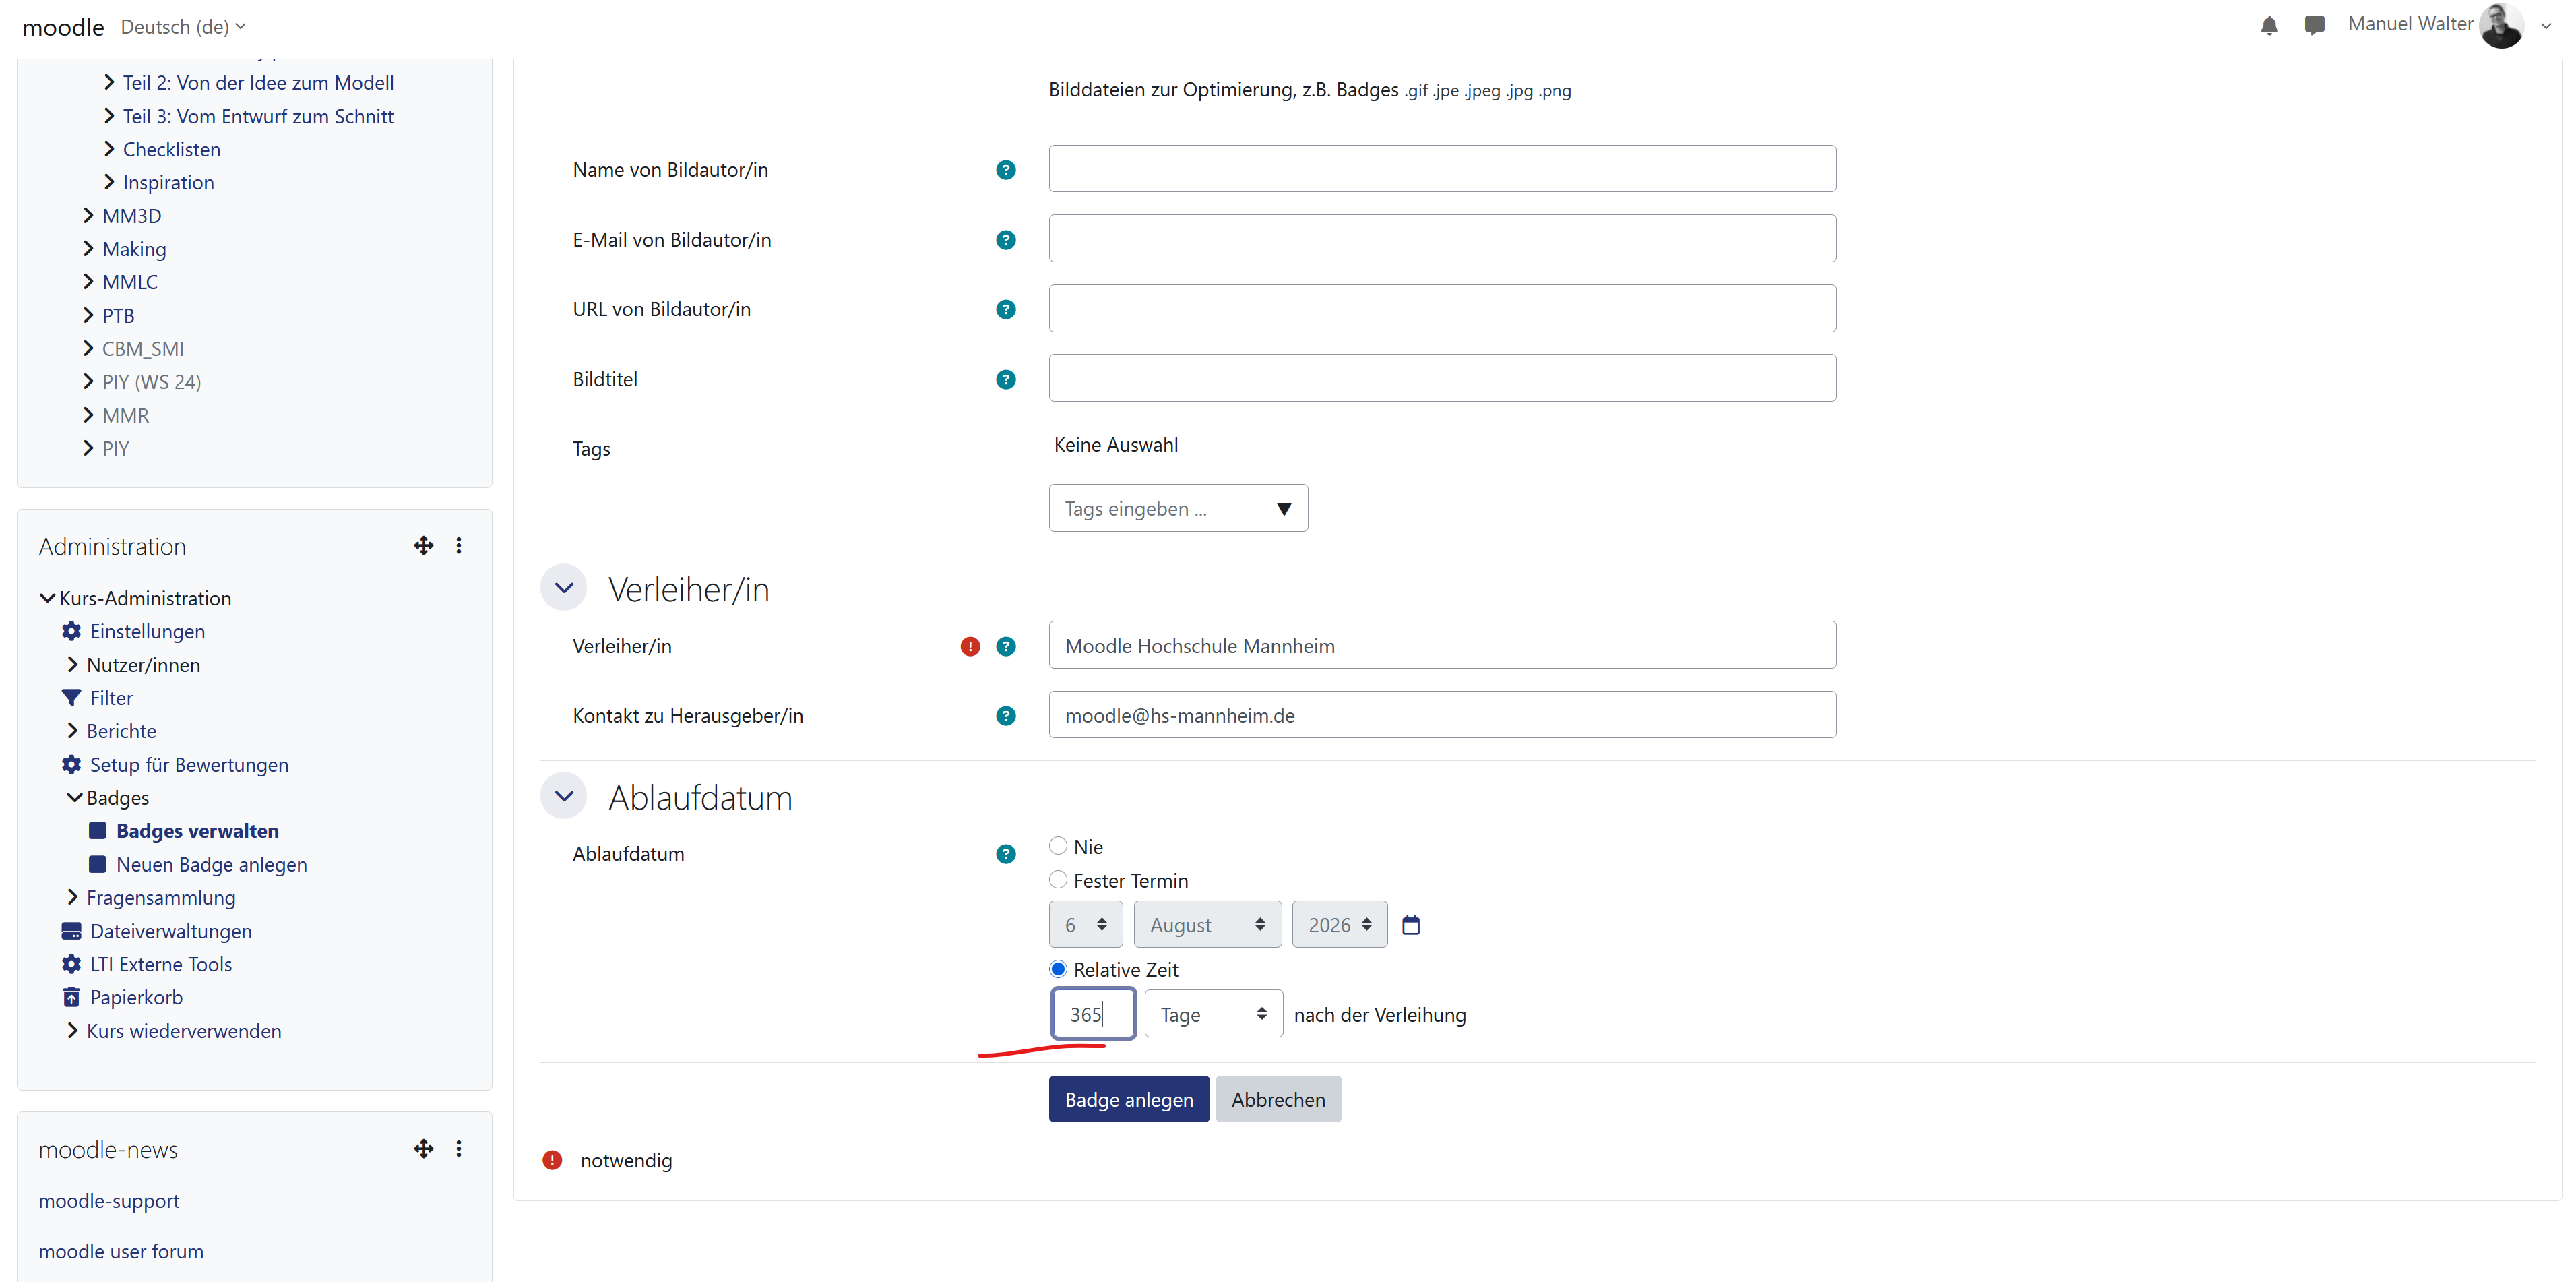 moodle Deutsch (de)
Manuel Walter
Teil 2: Von der Idee zum Modell
Teil 3: Vom Entwurf zum Schnitt
Checklisten
Inspiration
MM3D
Making
MMLC
PTB
CBM_SMI
PIY (WS 24)
MMR
PIY
Administration
Kurs-Administration
Einstellungen
Nutzer/innen
Filter
Berichte
Setup für Bewertungen
Badges
Badges verwalten
Neuen Badge anlegen
Fragensammlung
Dateiverwaltungen
LTI Externe Tools
Papierkorb
Kurs wiederverwenden
moodle-news
moodle-support
moodle user forum
Bilddateien zur Optimierung, z.B. Badges .gif .jpe .jpeg .jpg .png
Name von Bildautor/in
E-Mail von Bildautor/in
URL von Bildautor/in
Bildtitel
Tags
Keine Auswahl
Tags eingeben ...
Verleiher/in
Verleiher/in
Moodle Hochschule Mannheim
Kontakt zu Herausgeber/in
moodle@hs-mannheim.de
Ablaufdatum
Ablaufdatum
Nie
Fester Termin
6 August 2026
Relative Zeit
365 Tage nach der Verleihung
Badge anlegen Abbrechen
notwendig